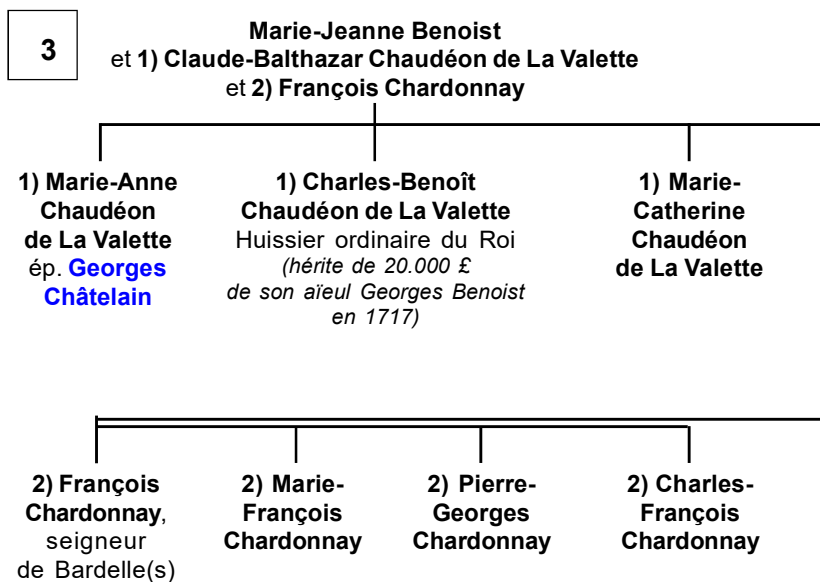 3
Marie-Jeanne Benoist
et 1) Claude-Balthazar Chaudéon de La Valette
et 2) François Chardonnay
1) Marie-Anne
Chaudéon
de La Valette
ép. Georges
Châtelain
1) Charles-Benoît
Chaudéon de La Valette
Huissier ordinaire du Roi
(hérite de 20.000 £
de son aïeul Georges Benoist
en 1717)
1) Marie-
Catherine
Chaudéon
de La Valette
2) François
Chardonnay,
seigneur
de Bardelle(s)
2) Marie-
François
Chardonnay
2) Pierre-
Georges
Chardonnay
2) Charles-
François
Chardonnay